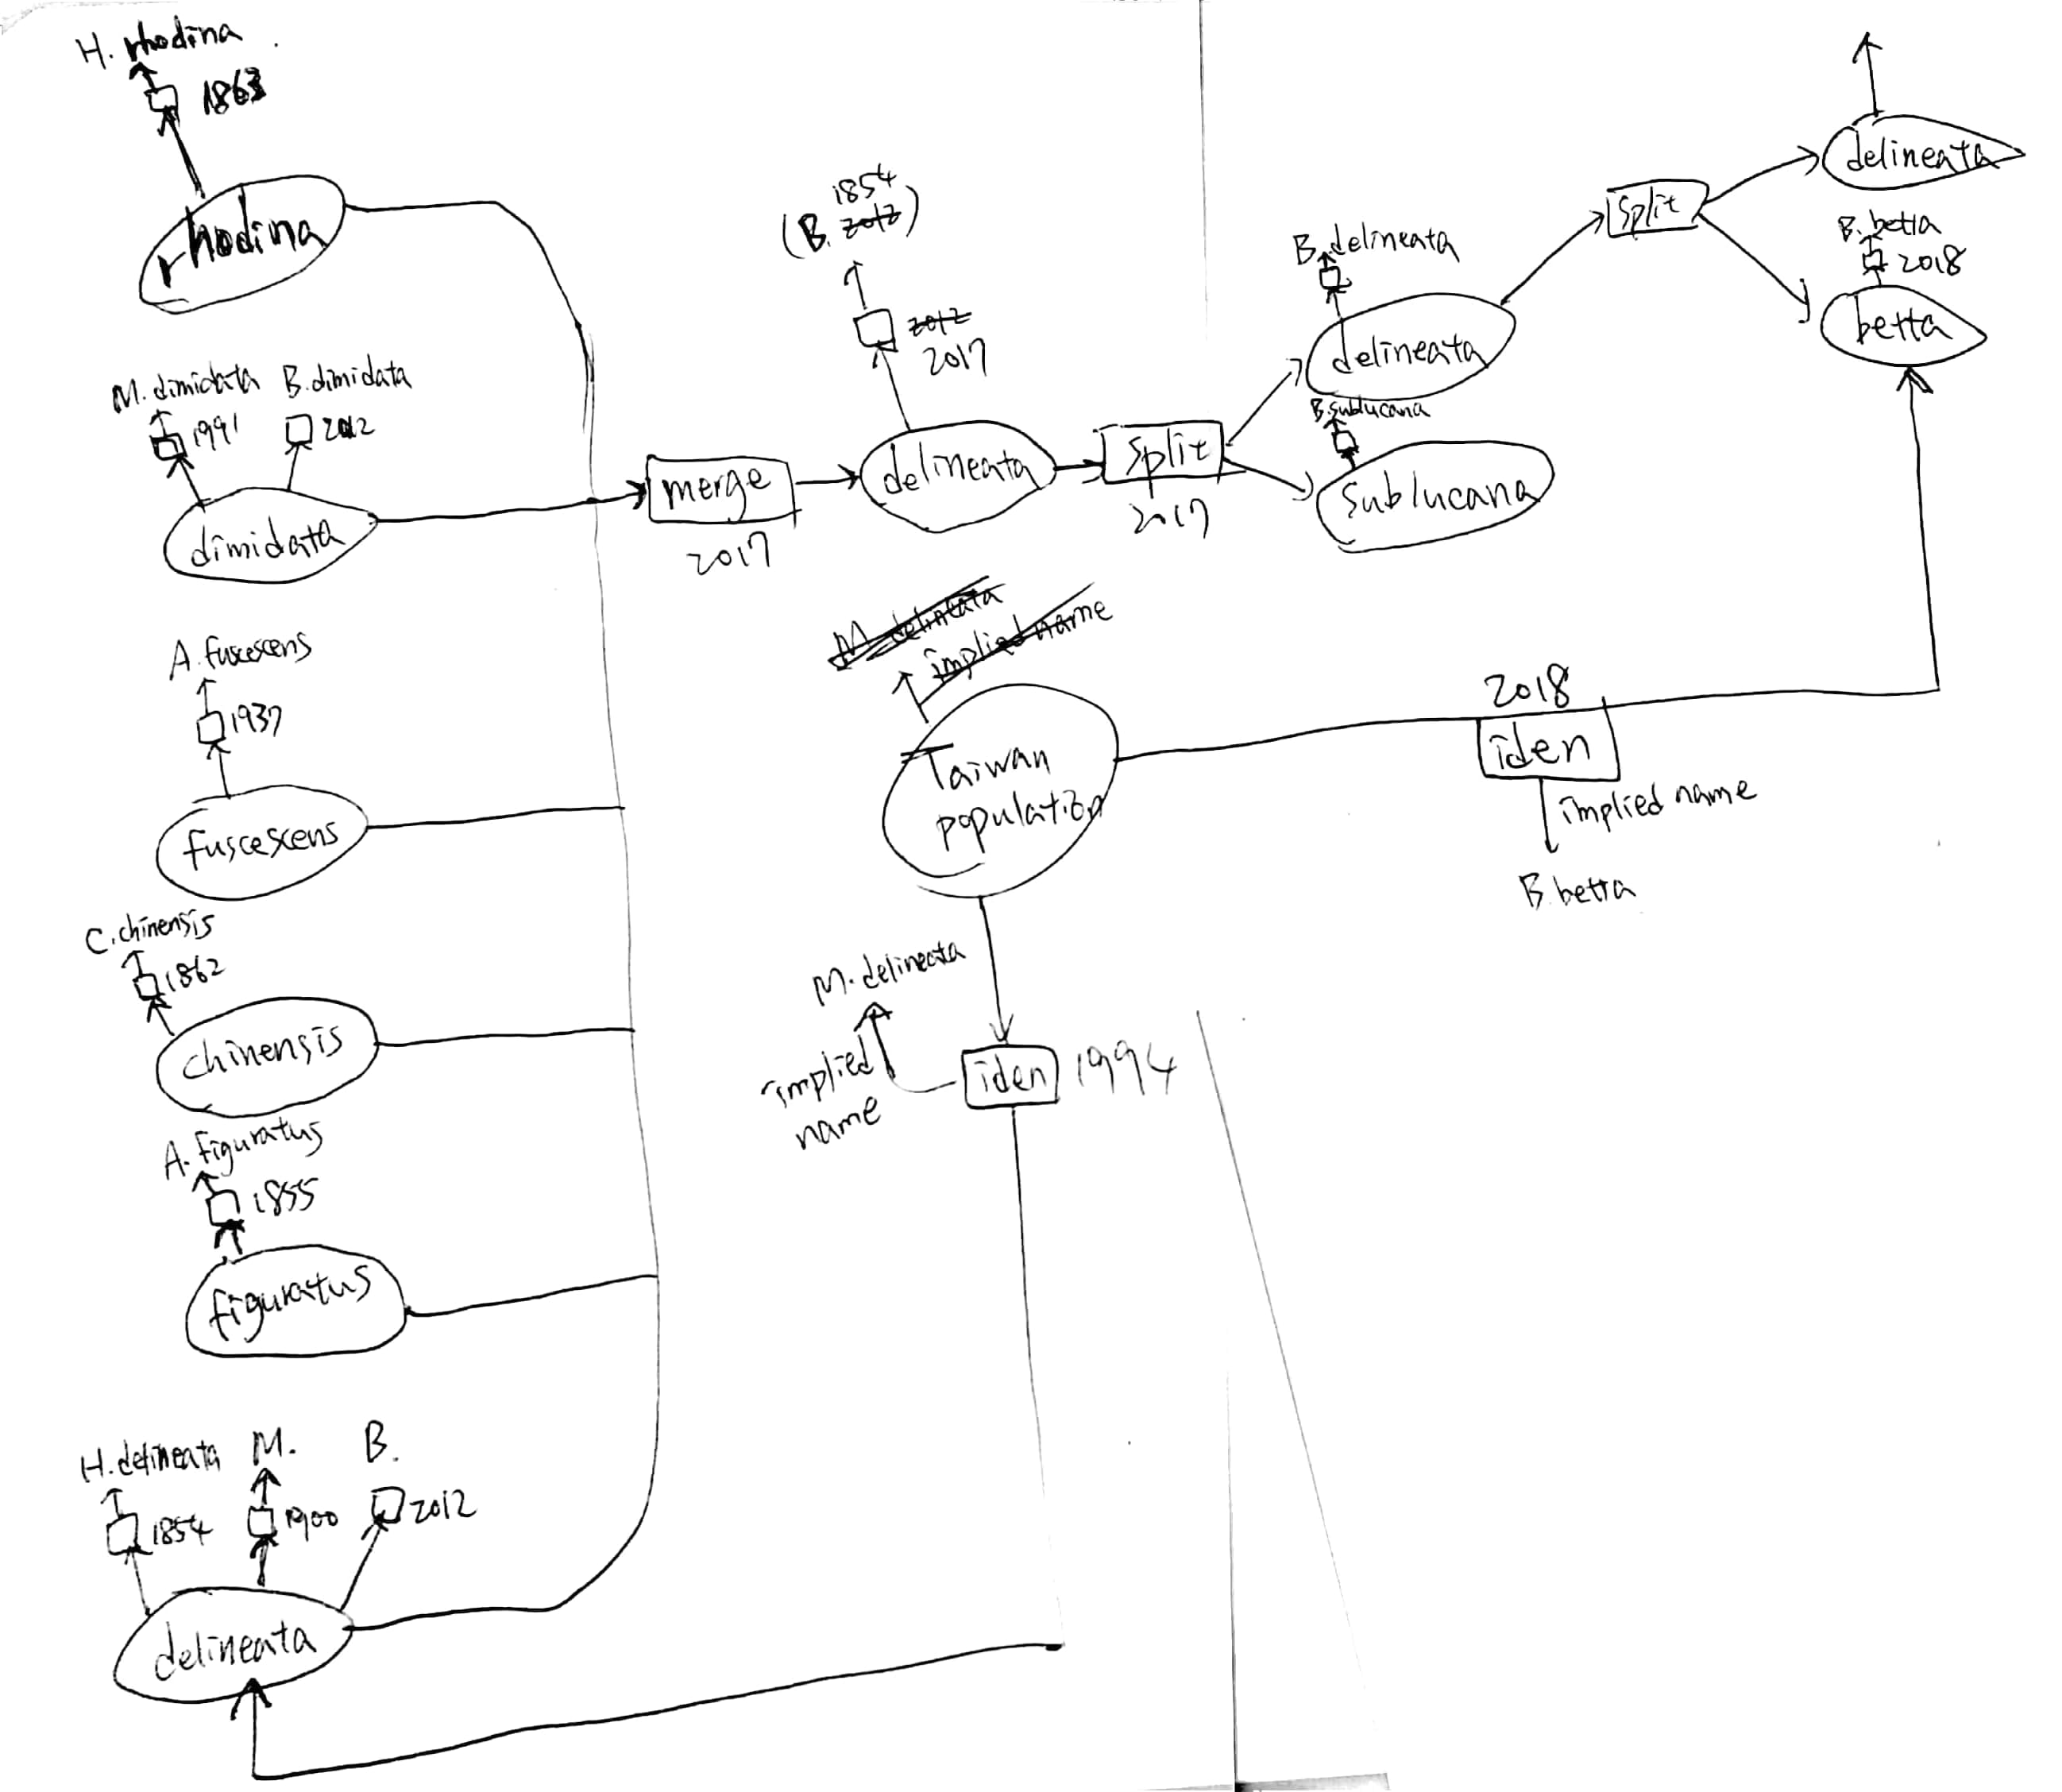 H. rhodina
1863
rhodina
M. dimidata B. dimidata
1991 2012
dimidata
A. fuscescens
1937
fuscescens
C. chinensis
1862
chinensis
A. Figuratus
1855
figuratus
H. delineata M. B.
1854 1900 2012
delineata
merge
2017
1854
(B. 2012)
2012
2017
delineata
split
2017
B. delineata
delineata
B. sublucana
sublucana
split
delineata
B. betta
2018
betta
M. delineata
implied name
Taiwan
population
2018
iden
implied name
B. betta
M. delineata
implied
name
iden 1994